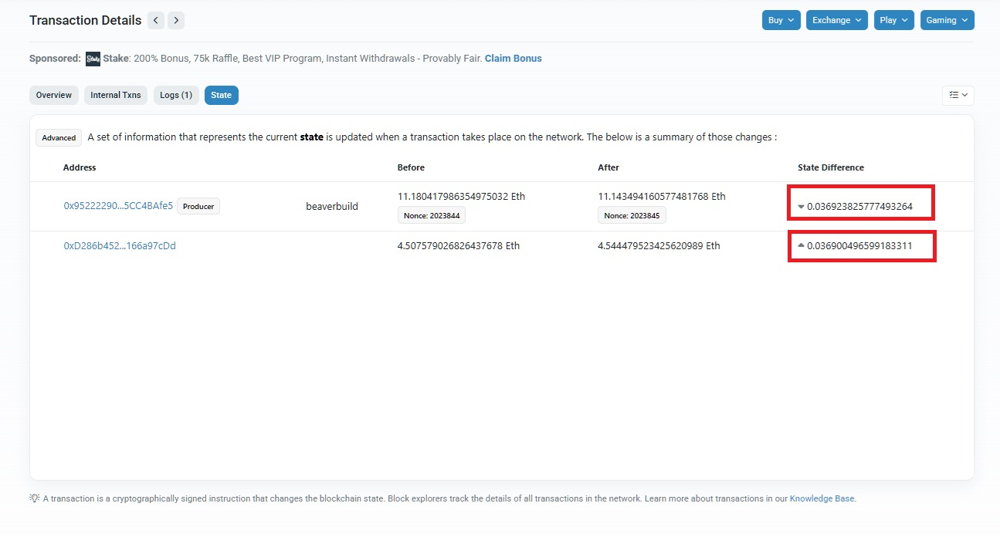 Transaction Details
Buy Exchange Play Gaming
Sponsored: Stake Stake: 200% Bonus, 75k Raffle, Best VIP Program, Instant Withdrawals - Provably Fair. Claim Bonus
Overview Internal Txns Logs (1) State
Advanced A set of information that represents the current state is updated when a transaction takes place on the network. The below is a summary of those changes :
Address Before After State Difference
11.180417986354975032 Eth 11.143494160577481768 Eth
0x95222290...5CC4BAfe5 Producer beaverbuild 0.036923825777493264
Nonce: 2023844 Nonce: 2023845
0xD286b452...166a97cDd 4.507579026826437678 Eth 4.544479523425620989 Eth 0.036900496599183311
A transaction is a cryptographically signed instruction that changes the blockchain state. Block explorers track the details of all transactions in the network. Learn more about transactions in our Knowledge Base.